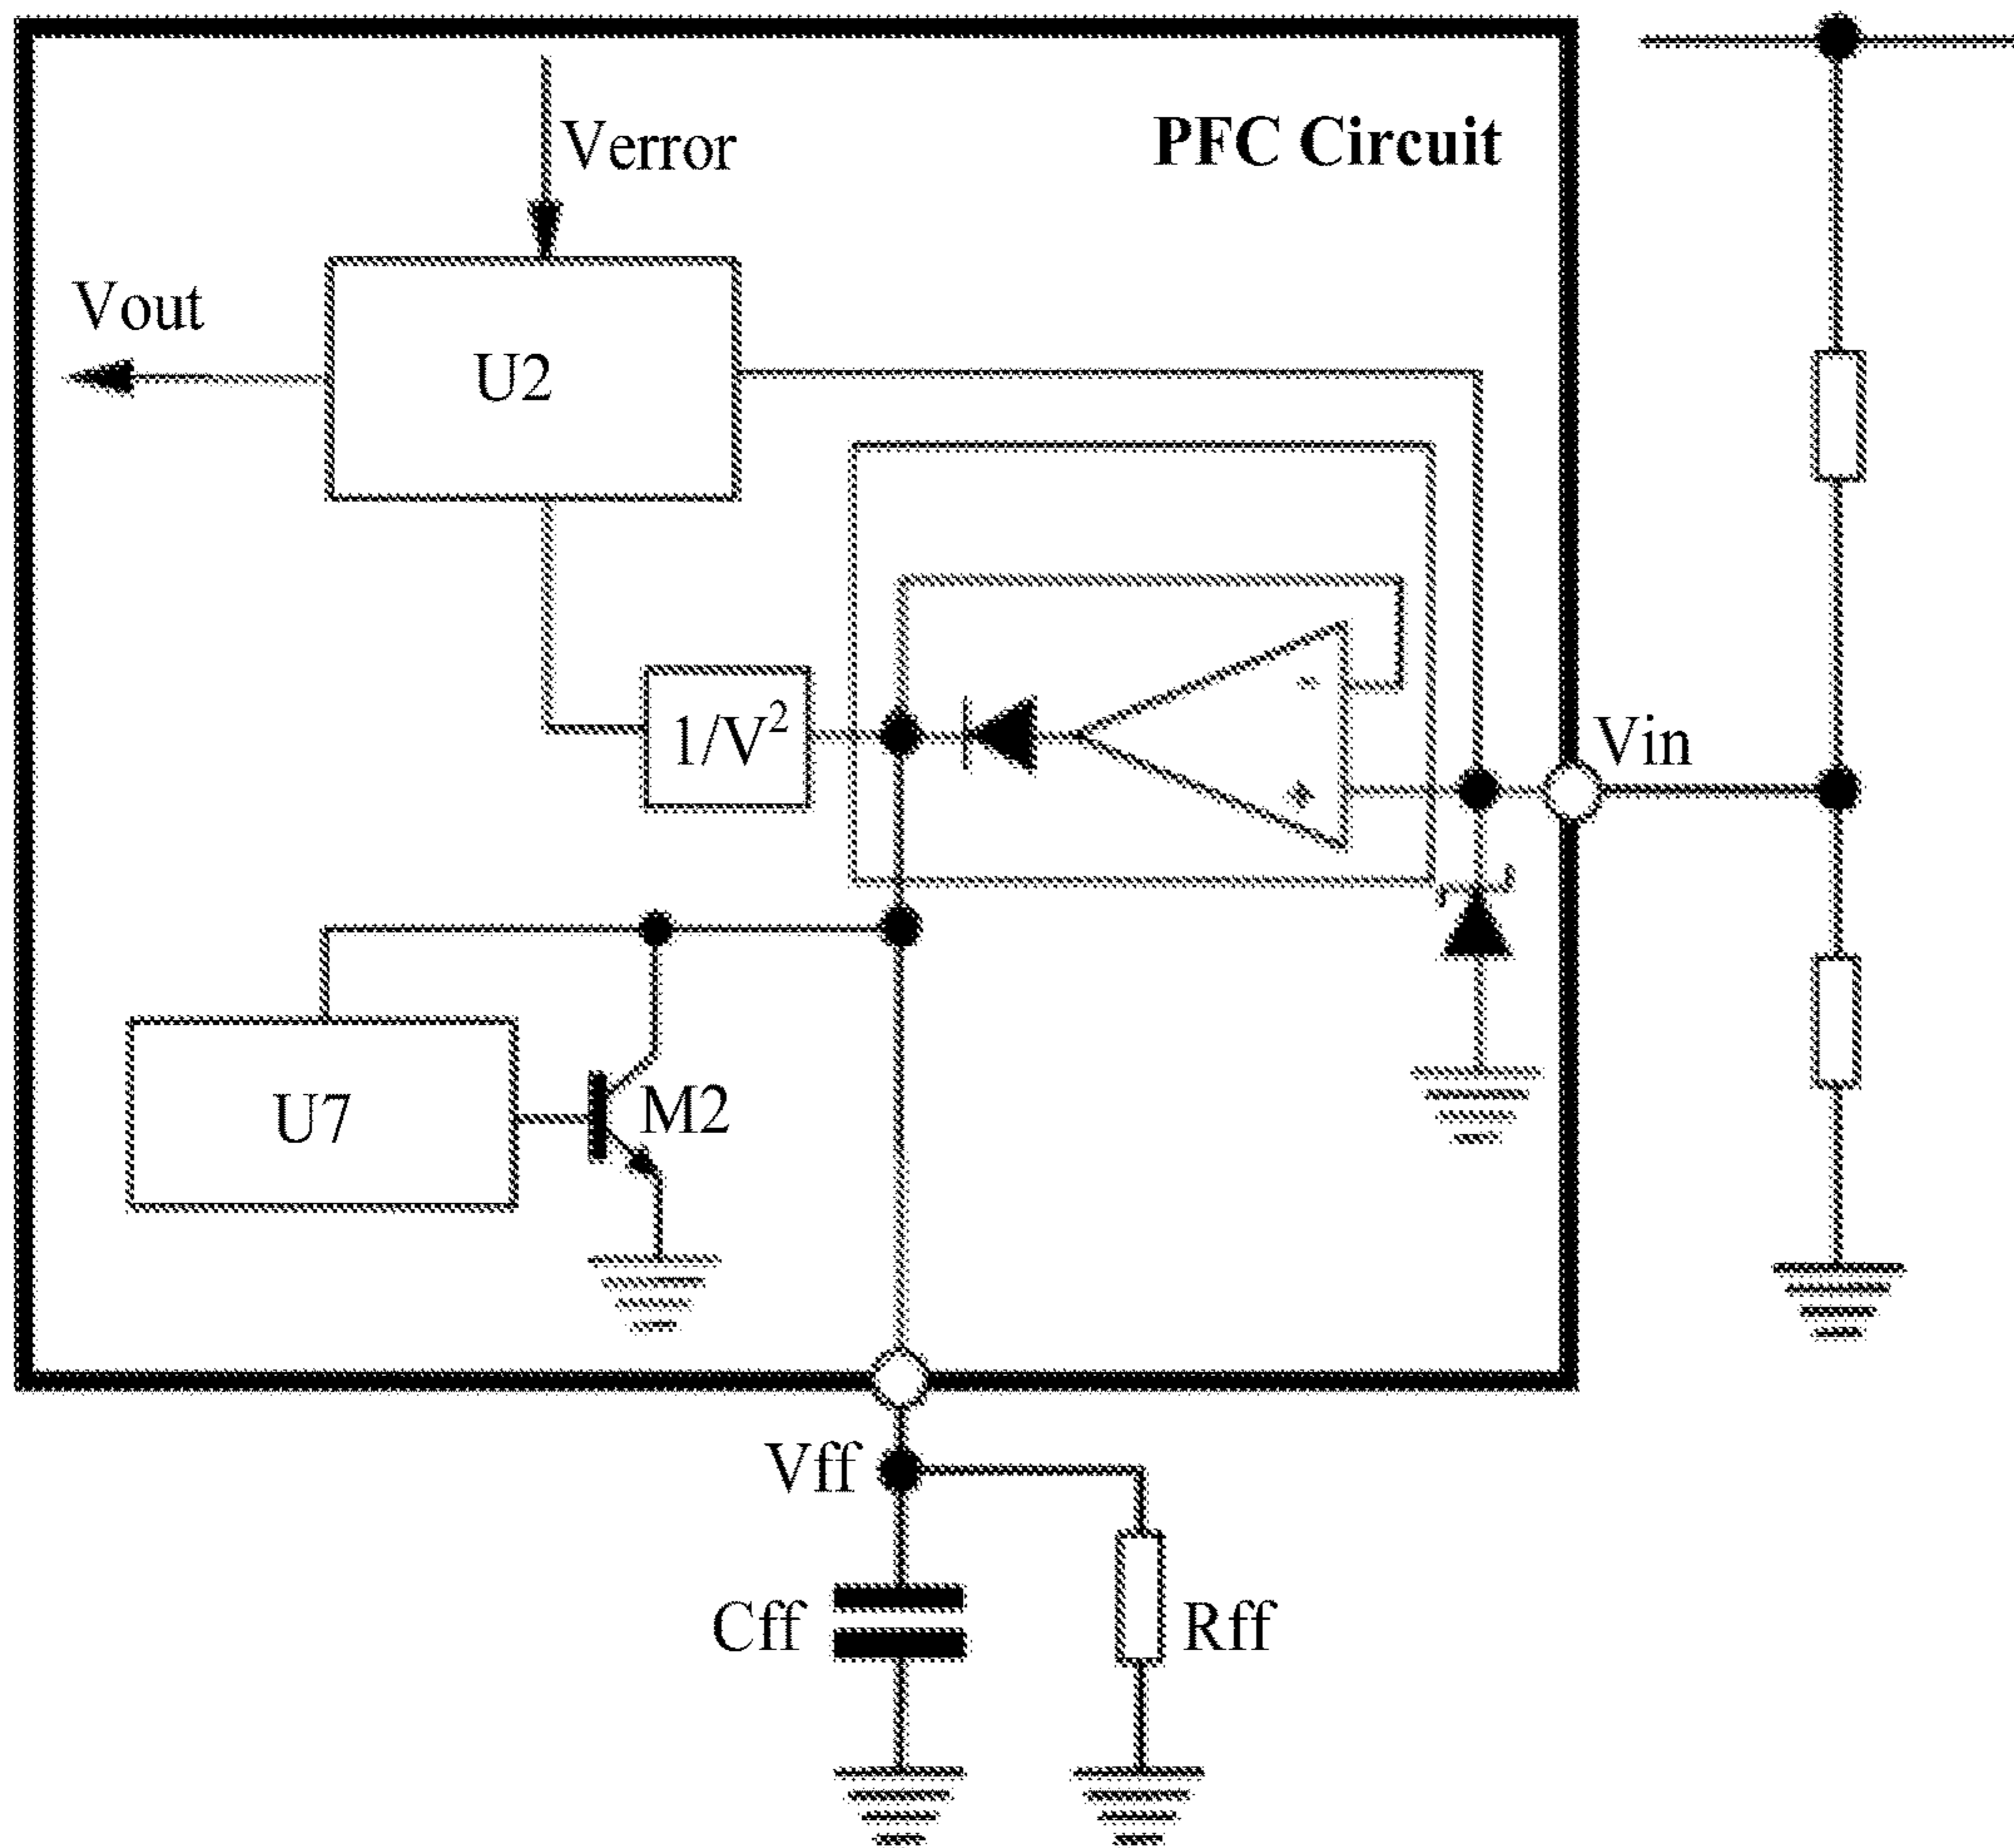 Verror
PFC Circuit
Vout
U2
-
1/V²
+
Vin
U7
M2
Vff
Cff
Rff